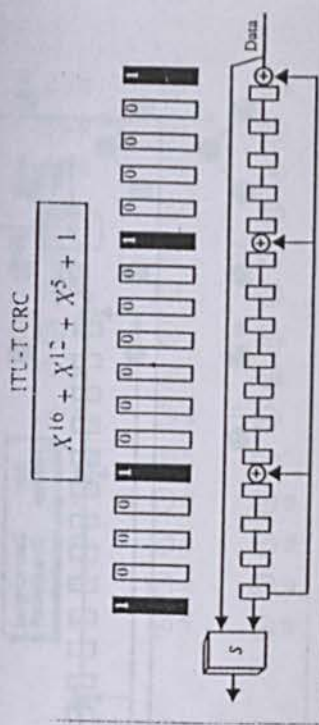 ITU-T CRC
X¹⁶ + X¹² + X⁵ + 1
1 0 0 0 1 0 0 0 0 0 0 1 0 0 0 0 1
Data
S + + +